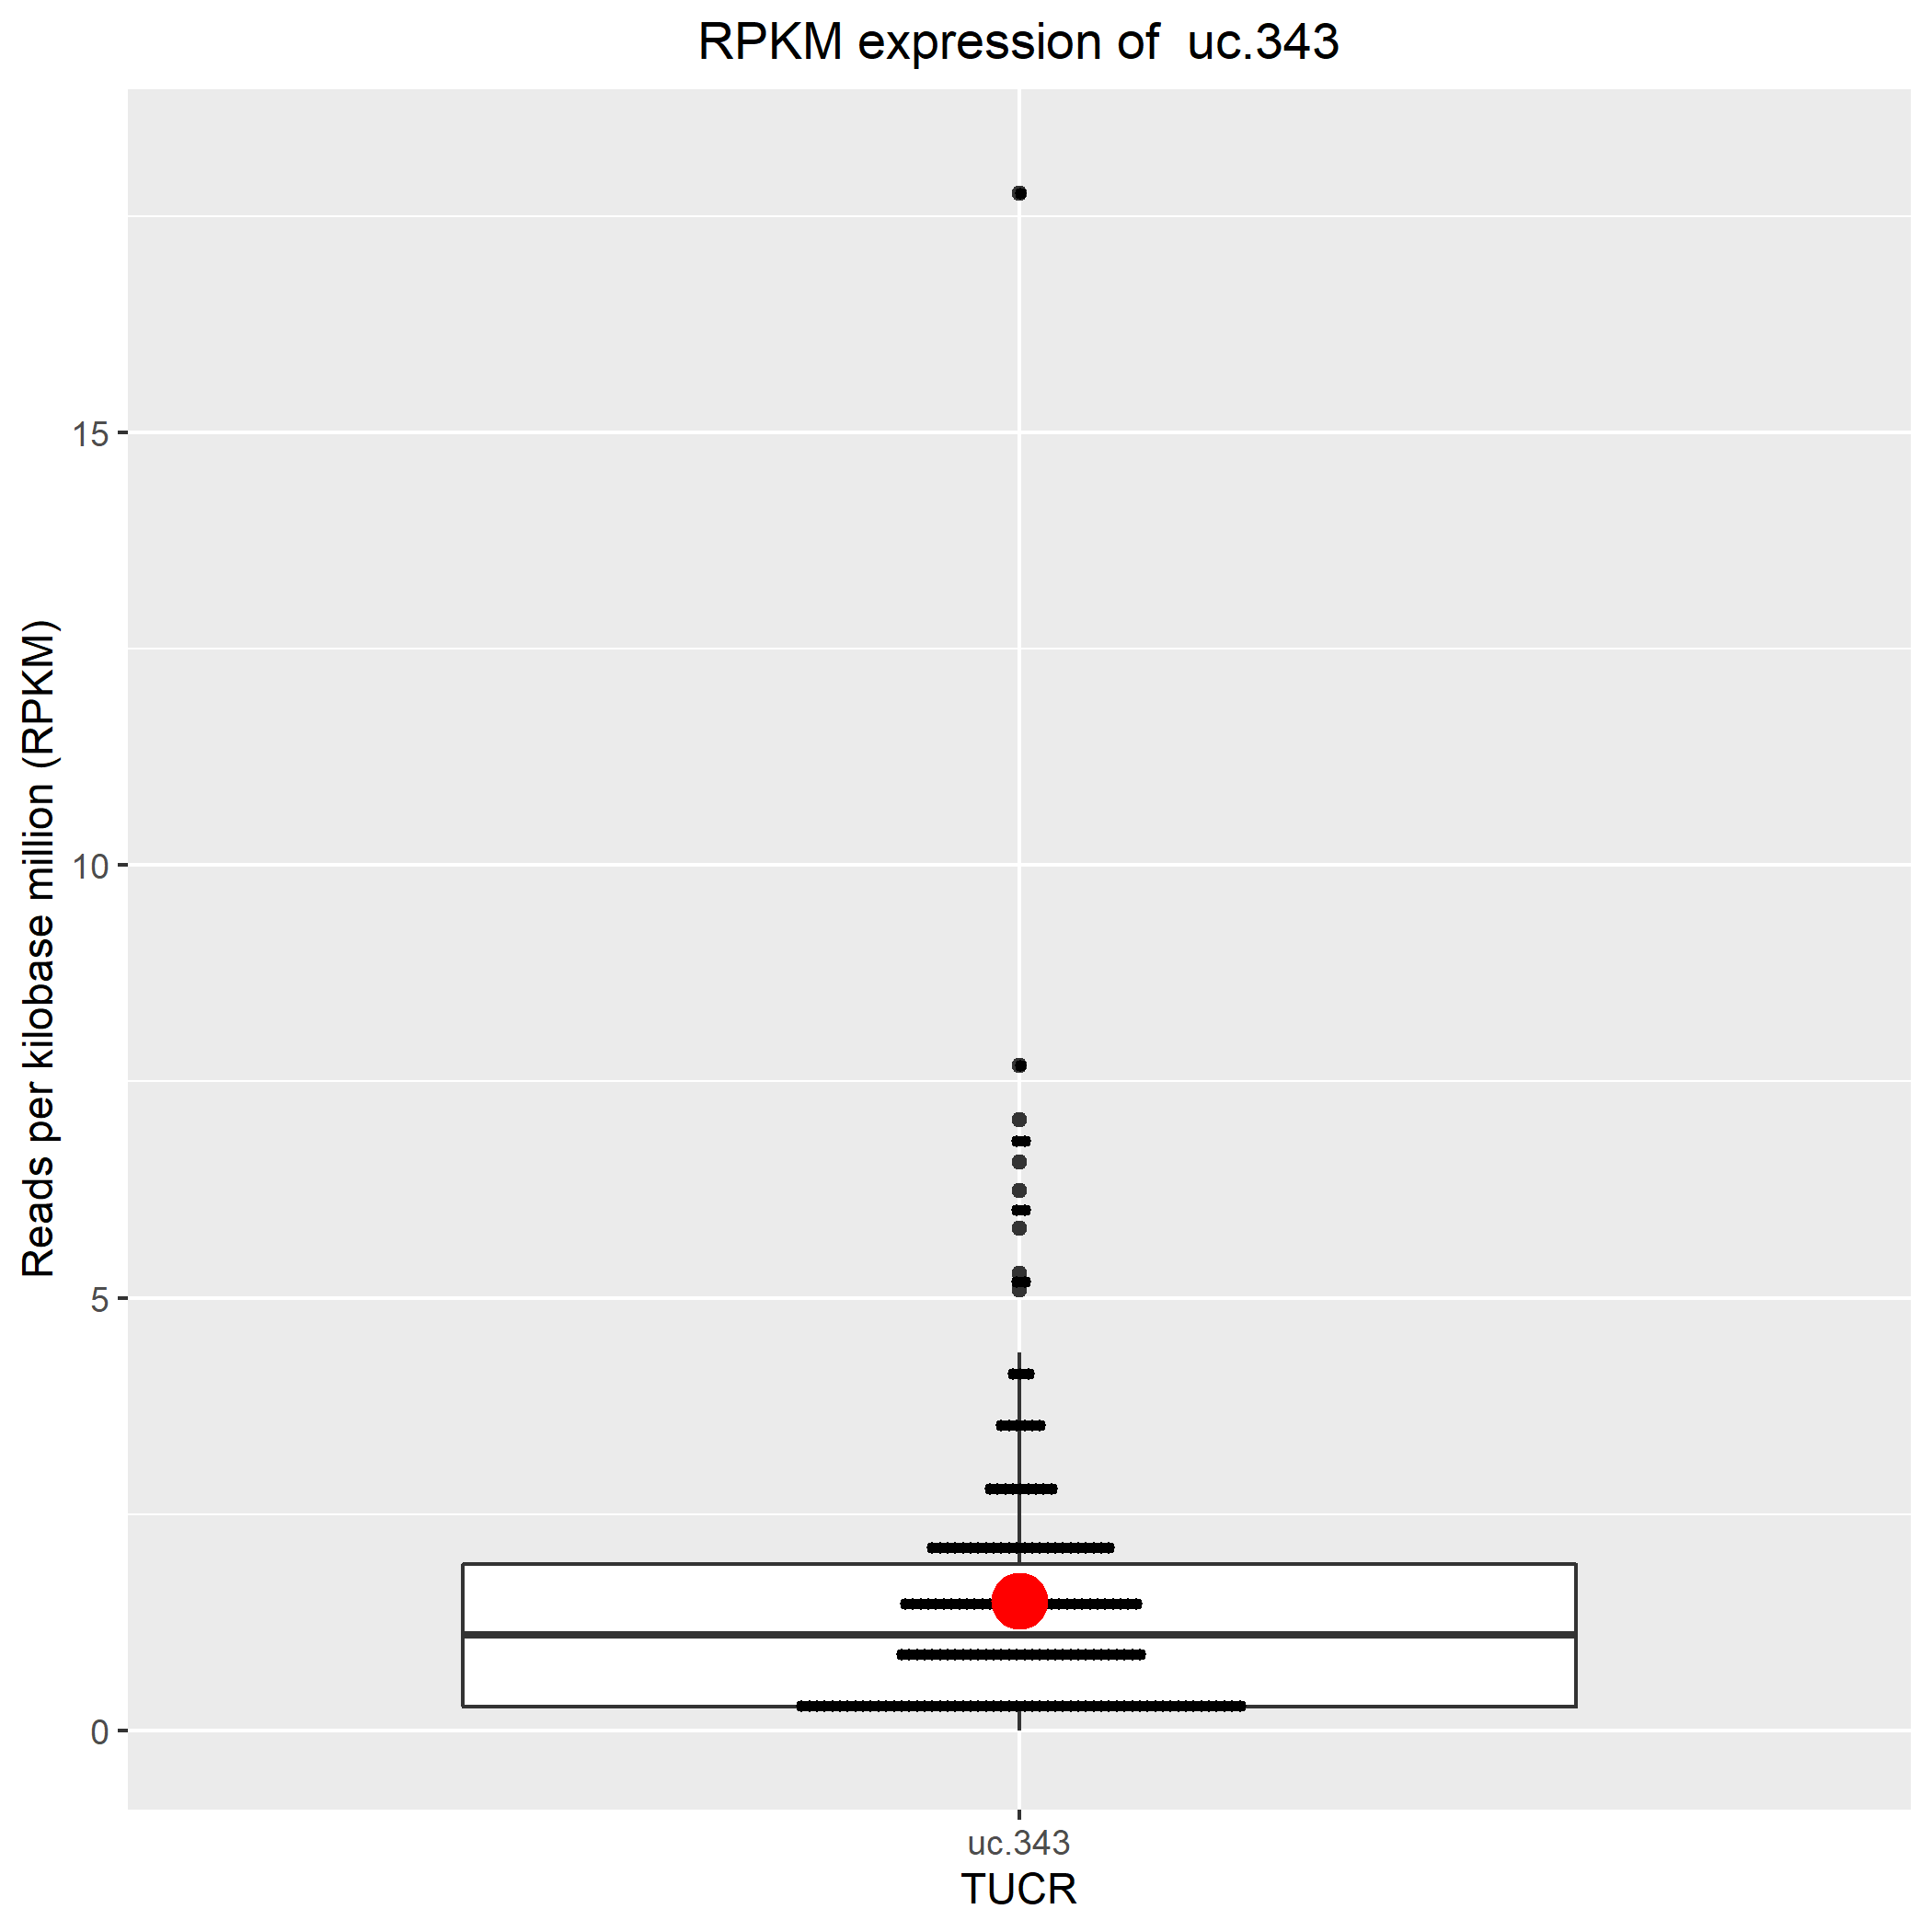 RPKM expression of  uc.343
Reads per kilobase million (RPKM)
15
10
5
0
uc.343
TUCR